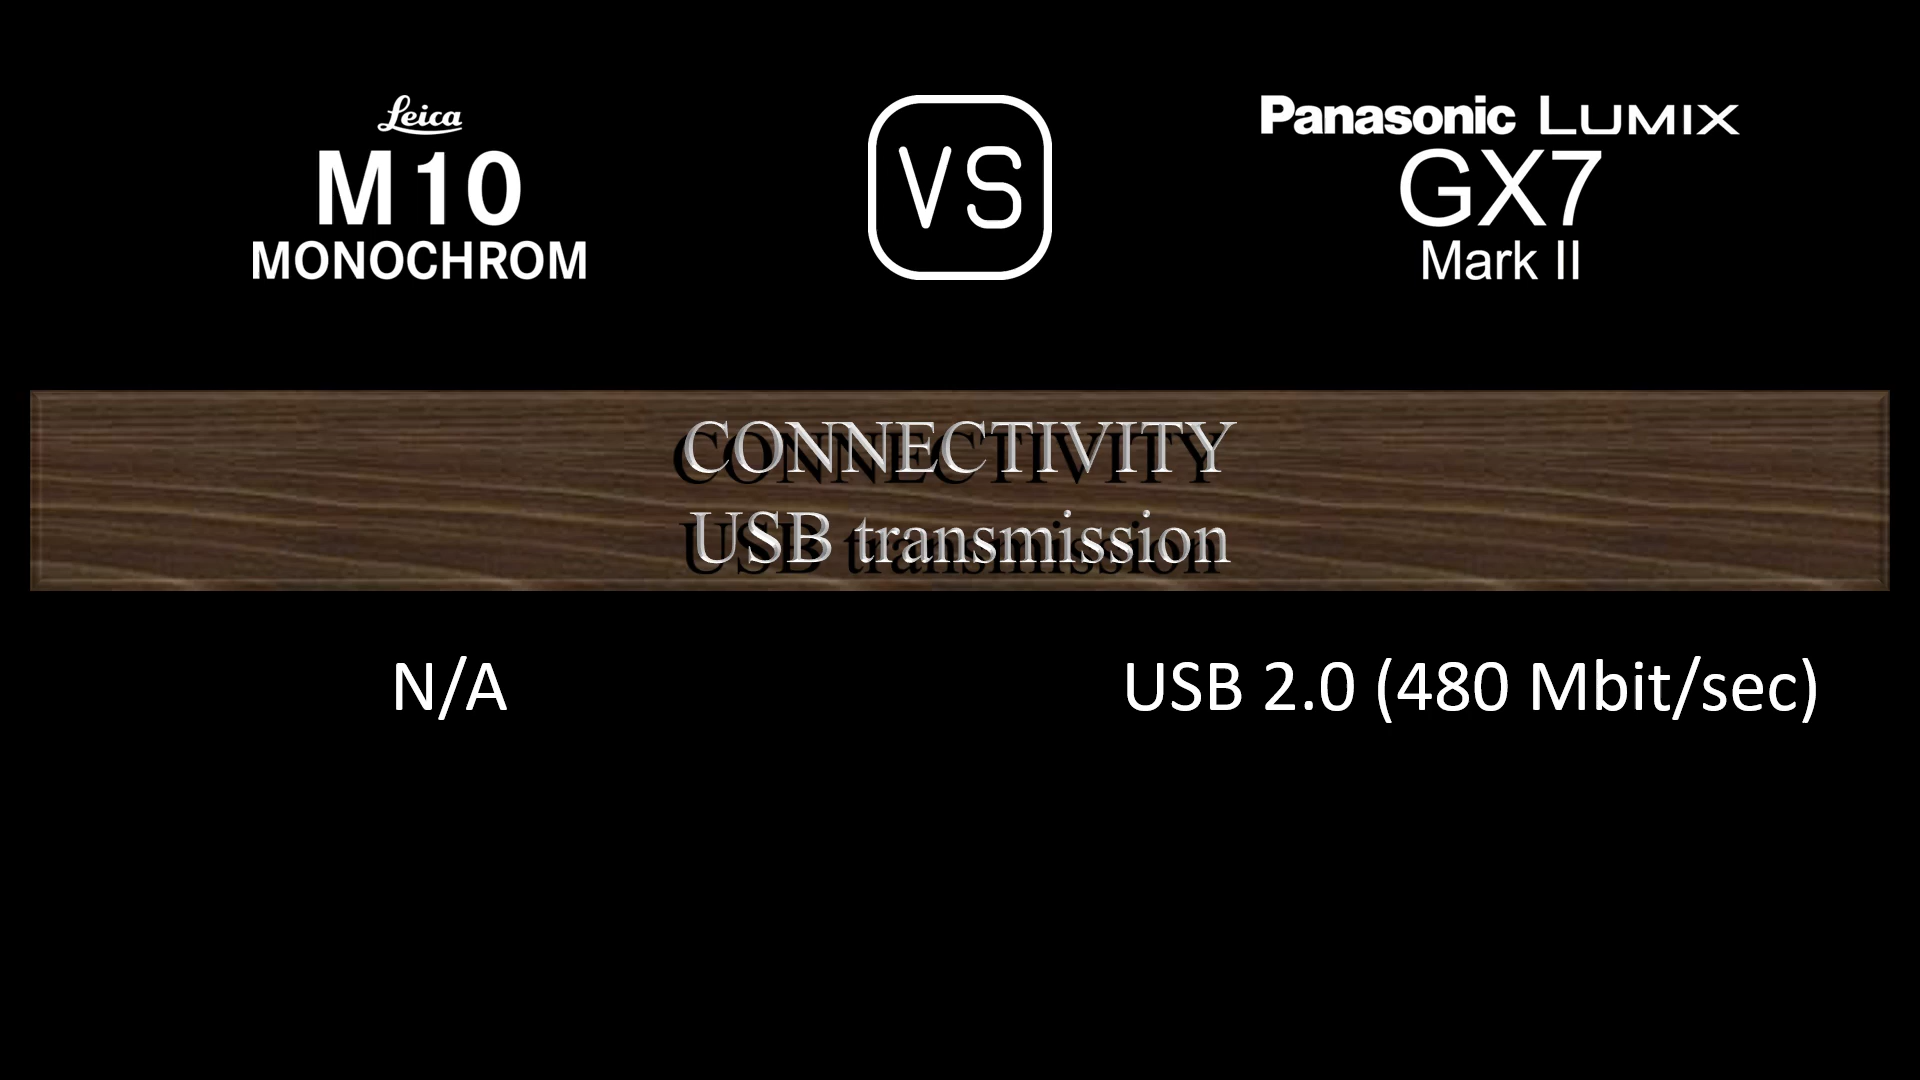 Leica
M10
MONOCHROM
VS
Panasonic LUMIX
GX7
Mark II
CONNECTIVITY
USB transmission
N/A
USB 2.0 (480 Mbit/sec)